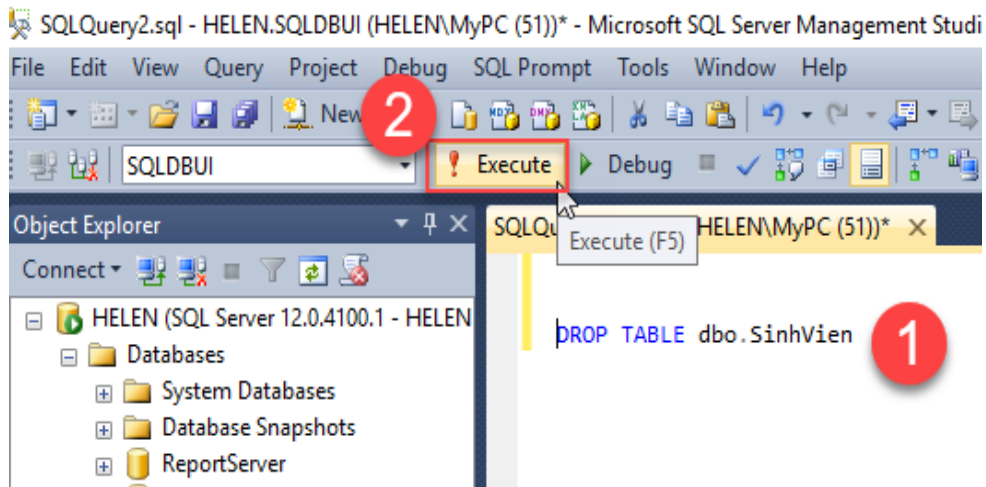 SQLQuery2.sql - HELEN.SQLDBUI (HELEN\MyPC (51))* - Microsoft SQL Server Management Studi
File Edit View Query Project Debug SQL Prompt Tools Window Help
New
2
SQLDBUI
Execute
Debug
Object Explorer
SQLQu HELEN\MyPC (51))*
Execute (F5)
Connect
HELEN (SQL Server 12.0.4100.1 - HELEN
DROP TABLE dbo.SinhVien
1
Databases
System Databases
Database Snapshots
ReportServer